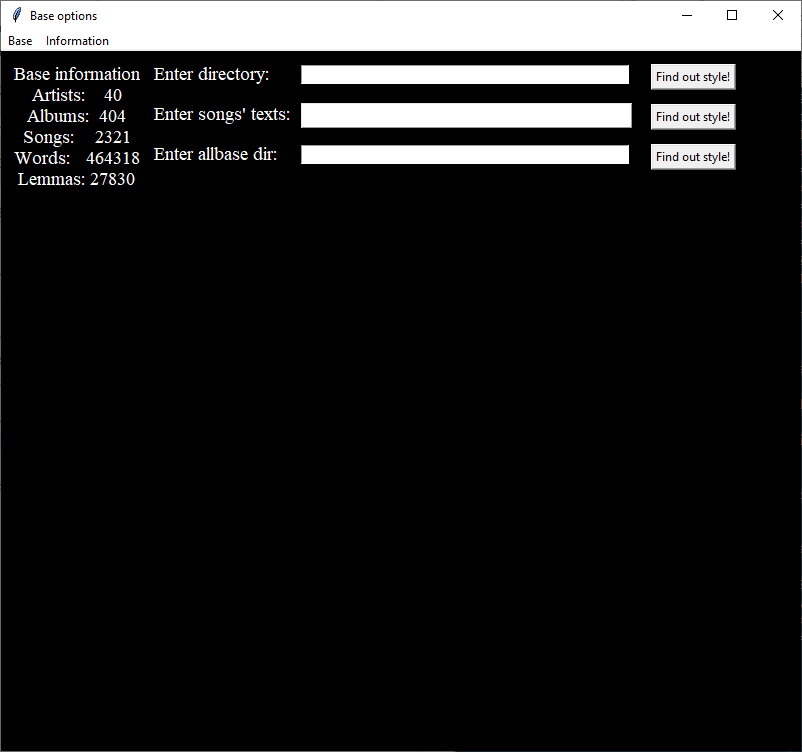 Base options
Base Information
Base information
Artists: 40
Albums: 404
Songs: 2321
Words: 464318
Lemmas: 27830
Enter directory:
Find out style!
Enter songs' texts:
Find out style!
Enter allbase dir:
Find out style!